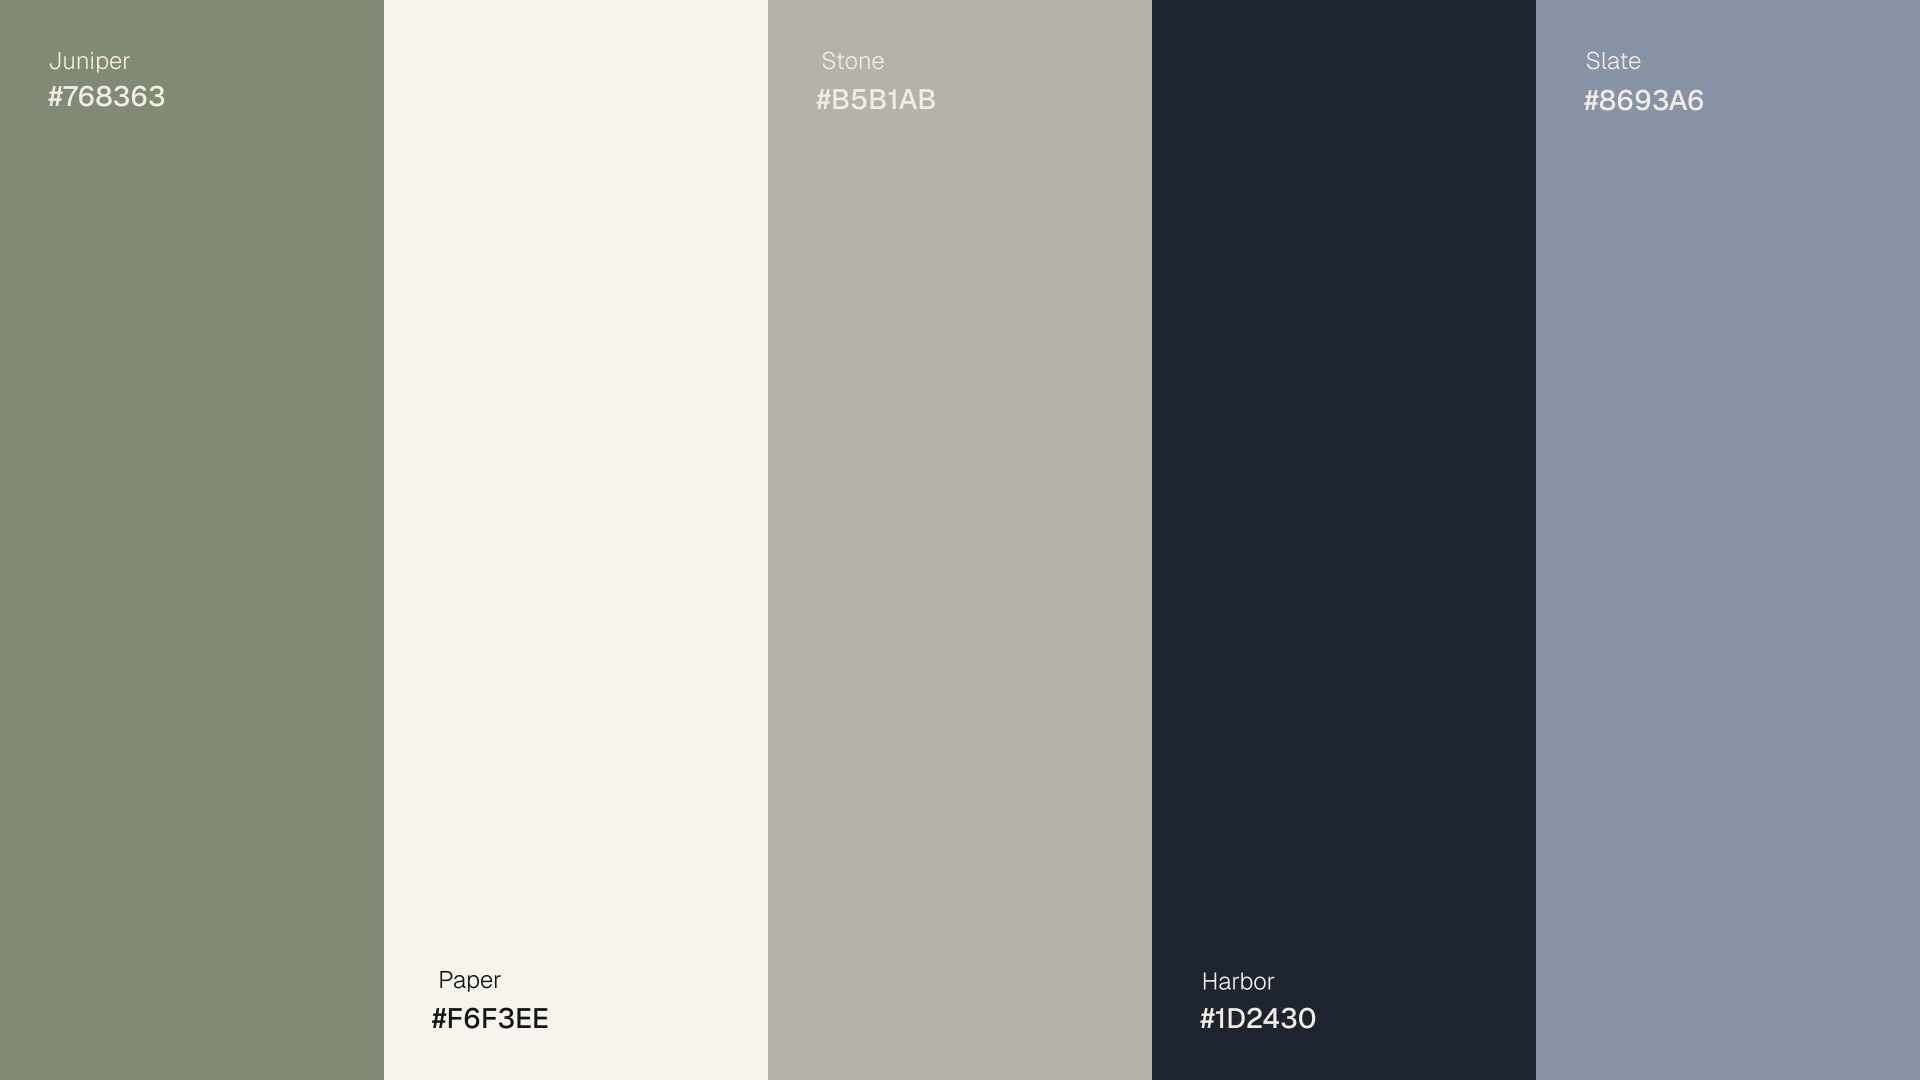 Juniper
#768363
Paper
#F6F3EE
Stone
#B5B1AB
Harbor
#1D2430
Slate
#8693A6